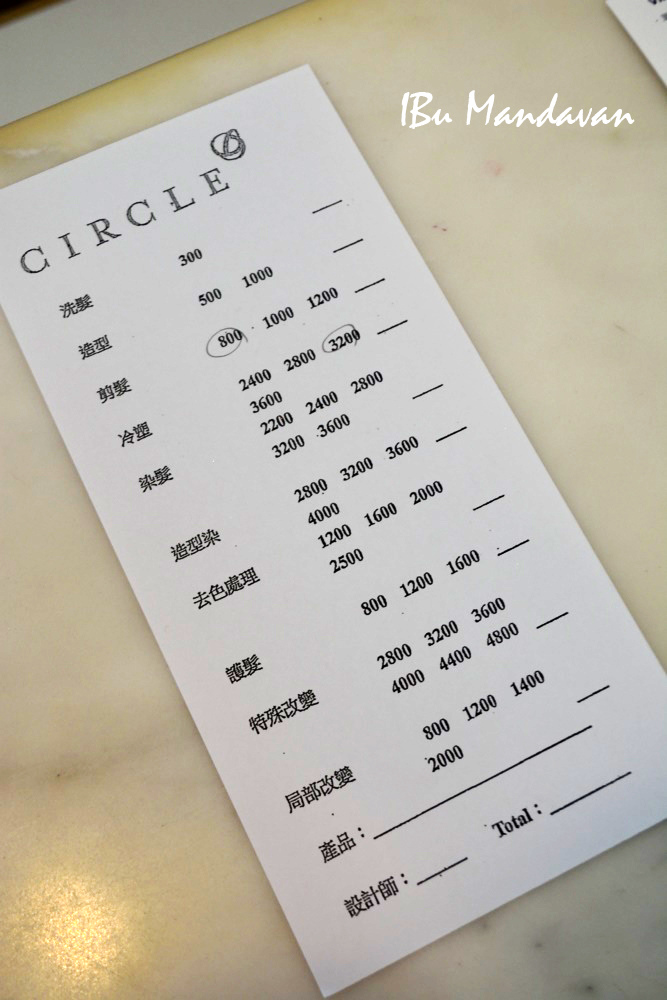 IBu Mandavan
CIRCLE
洗髮 300
造型 500 1000
剪髮 800 1000 1200
冷塑 2400 2800 3200
3600
染髮 2200 2400 2800
3200 3600
造型染 2800 3200 3600
4000
去色處理 1200 1600 2000
2500
護髮 800 1200 1600
特殊改變 2800 3200 3600
4000 4400 4800
局部改變 800 1200 1400
2000
產品：
設計師： Total：